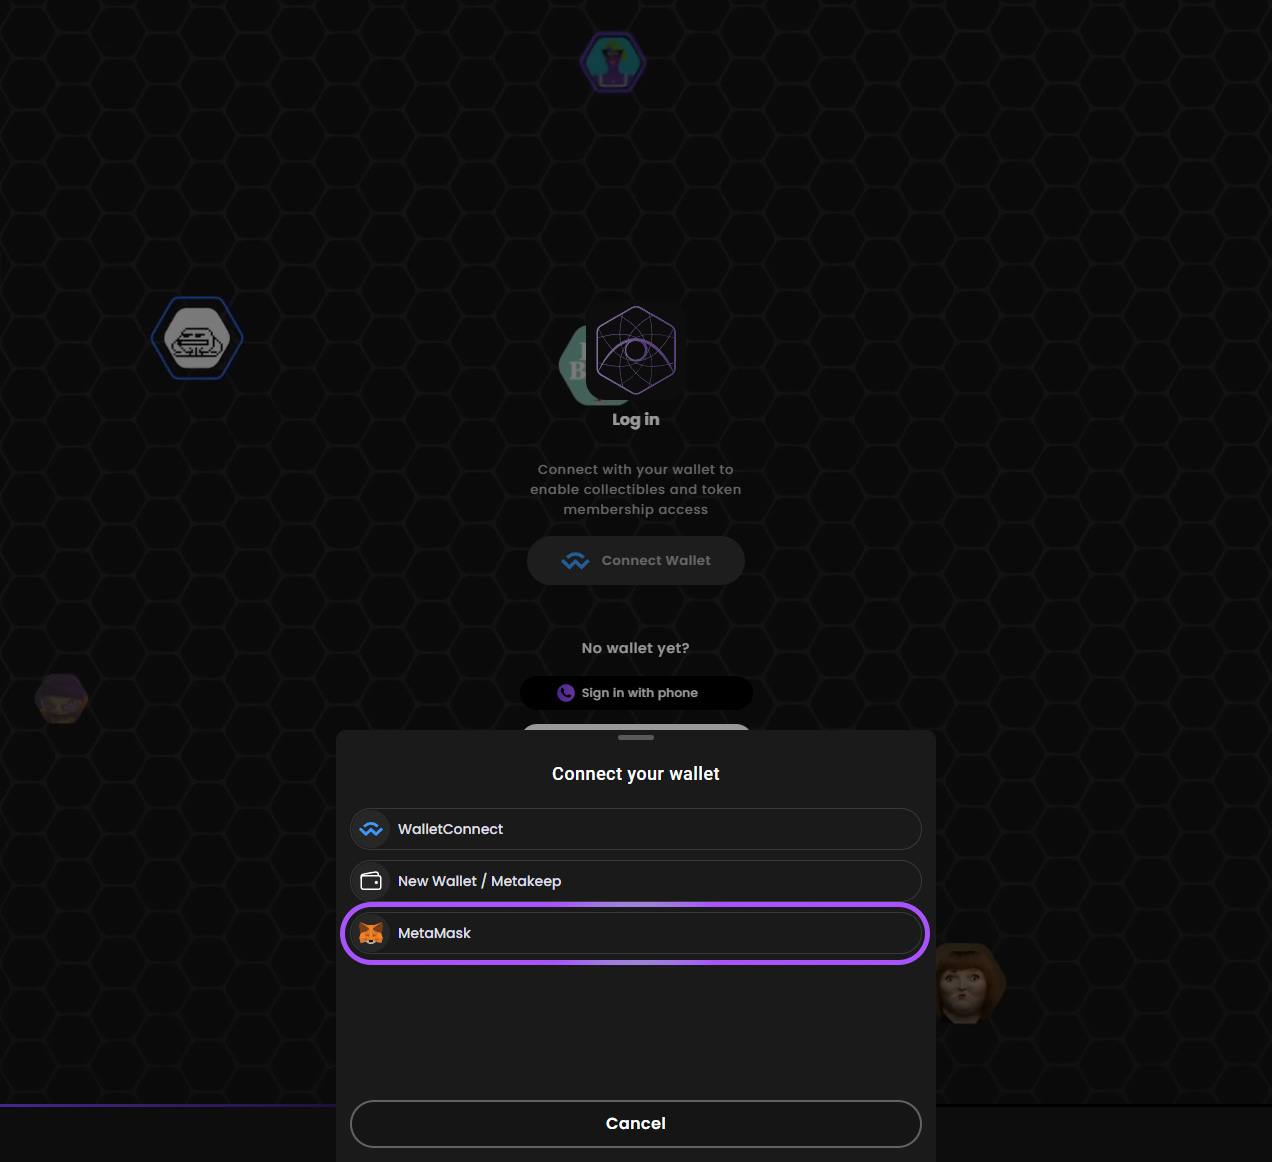 Log in
Connect with your wallet to
enable collectibles and token
membership access
Connect Wallet
No wallet yet?
Sign in with phone
Connect your wallet
WalletConnect
New Wallet / Metakeep
MetaMask
Cancel